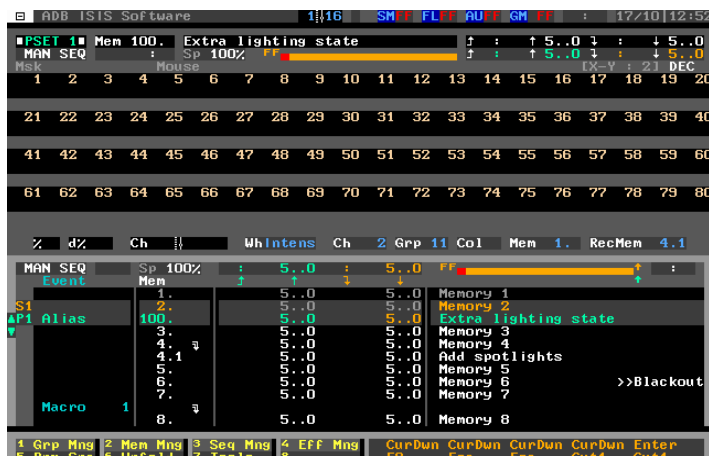 ADB ISIS Software 1 16 SM FF FL FF AU FF GM FF : 17/10 12:52
PSET 1 Mem 100. Extra lighting state : ↑ 5..0 : ↓ 5..0
MAN SEQ : Sp 100% FF : ↑ 5..0 : ↓ 5..0
Msk Mouse [X-Y : 2] DEC
1 2 3 4 5 6 7 8 9 10 11 12 13 14 15 16 17 18 19 20
21 22 23 24 25 26 27 28 29 30 31 32 33 34 35 36 37 38 39 40
41 42 43 44 45 46 47 48 49 50 51 52 53 54 55 56 57 58 59 60
61 62 63 64 65 66 67 68 69 70 71 72 73 74 75 76 77 78 79 80
% d% Ch WhIntens Ch 2 Grp 11 Col Mem 1. RecMem 4.1
MAN SEQ Sp 100% : 5..0 : 5..0 FF ↑ :
Event Mem ↑ ↓ ↑
1. 5..0 5..0 Memory 1
S1 2. 5..0 5..0 Memory 2
P1 Alias 100. 5..0 5..0 Extra lighting state
3. 5..0 5..0 Memory 3
4. 5..0 5..0 Memory 4
4.1 5..0 5..0 Add spotlights
5. 5..0 5..0 Memory 5
6. 5..0 5..0 Memory 6 >>Blackout
7. 5..0 5..0 Memory 7
Macro 1
8. 5..0 5..0 Memory 8
1 Grp Mng 2 Mem Mng 3 Seq Mng 4 Eff Mng CurDwn CurDwn CurDwn CurDwn Enter